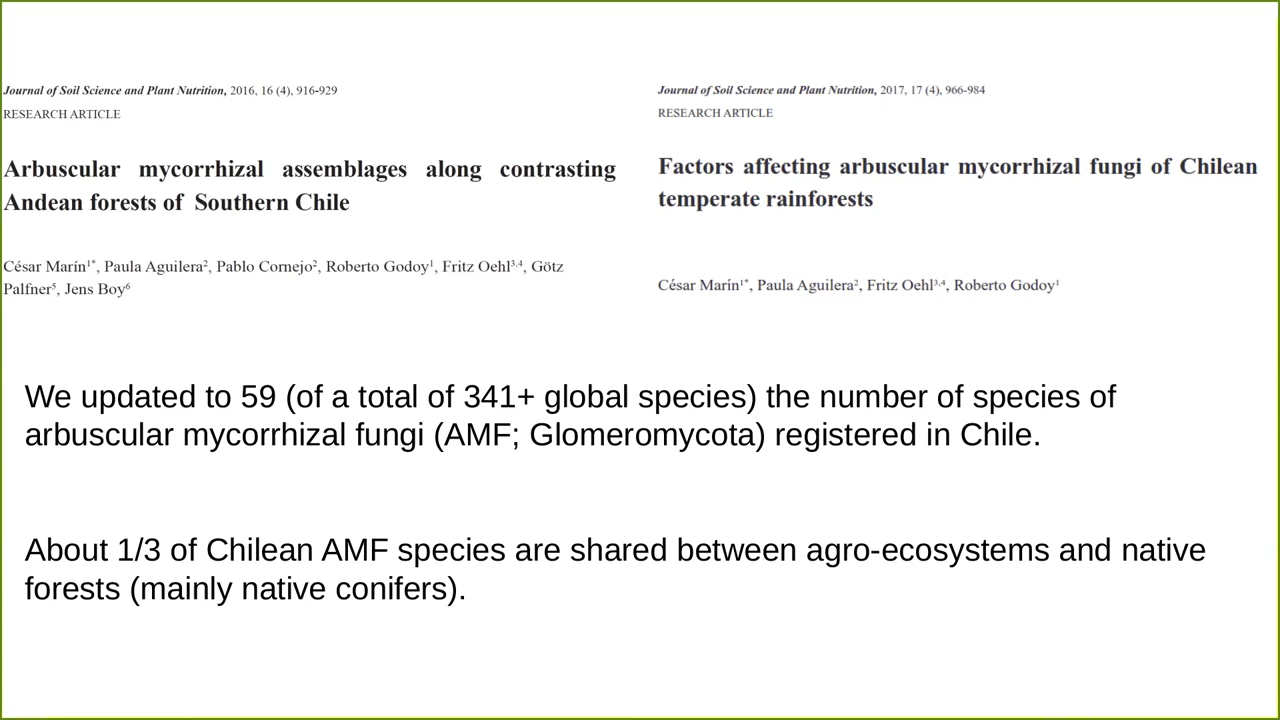 Journal of Soil Science and Plant Nutrition, 2016, 16 (4), 916-929
RESEARCH ARTICLE
Arbuscular mycorrhizal assemblages along contrasting
Andean forests of Southern Chile
César Marín¹*, Paula Aguilera², Pablo Cornejo², Roberto Godoy¹, Fritz Oehl³,⁴, Götz
Palfner⁵, Jens Boy⁶
Journal of Soil Science and Plant Nutrition, 2017, 17 (4), 966-984
RESEARCH ARTICLE
Factors affecting arbuscular mycorrhizal fungi of Chilean
temperate rainforests
César Marín¹*, Paula Aguilera², Fritz Oehl³,⁴, Roberto Godoy¹
We updated to 59 (of a total of 341+ global species) the number of species of
arbuscular mycorrhizal fungi (AMF; Glomeromycota) registered in Chile.
About 1/3 of Chilean AMF species are shared between agro-ecosystems and native
forests (mainly native conifers).